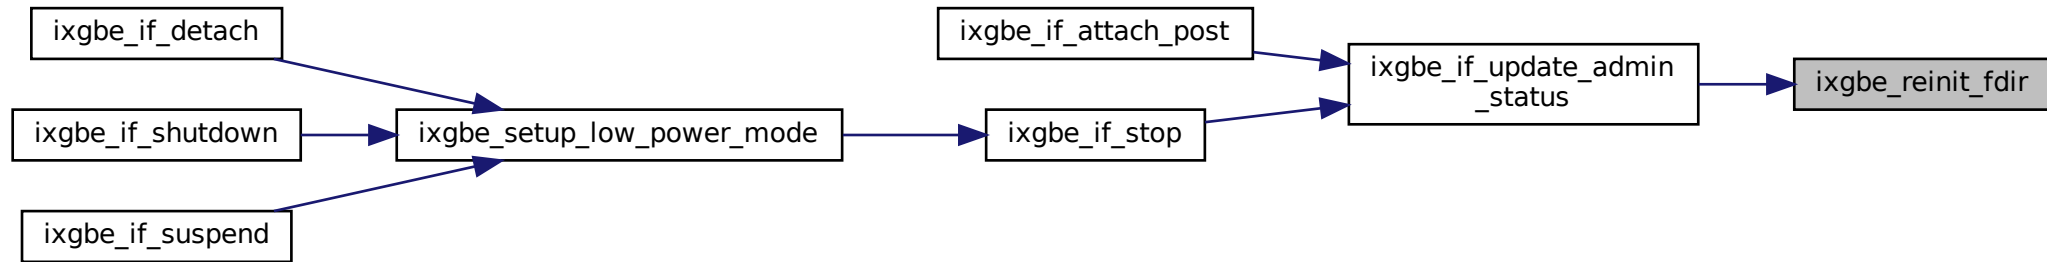 ixgbe_if_detach
ixgbe_if_shutdown
ixgbe_if_suspend
ixgbe_setup_low_power_mode
ixgbe_if_attach_post
ixgbe_if_stop
ixgbe_if_update_admin
_status
ixgbe_reinit_fdir